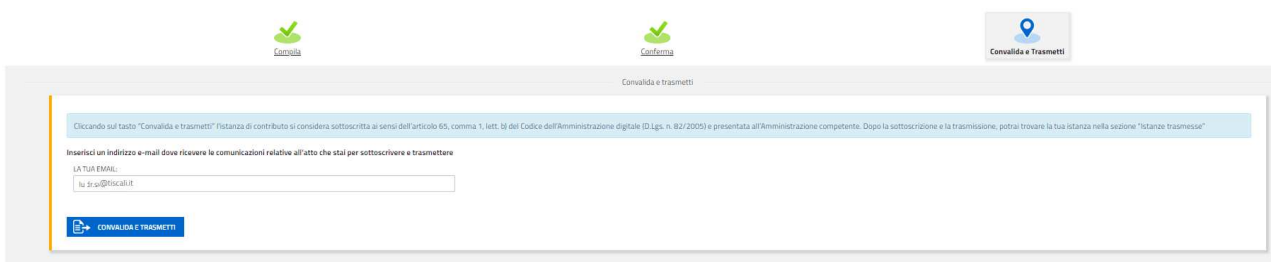 Compila
Conferma
Convalida e Trasmetti
Convalida e trasmetti
Cliccando sul tasto "Convalida e trasmetti" l'istanza di contributo si considera sottoscritta ai sensi dell'articolo 65, comma 1, lett. b) del Codice dell'Amministrazione digitale (D.Lgs. n. 82/2005) e presentata all'Amministrazione competente. Dopo la sottoscrizione e la trasmissione, potrai trovare la tua istanza nella sezione "Istanze trasmesse"
Inserisci un indirizzo e-mail dove ricevere le comunicazioni relative all'atto che stai per sottoscrivere e trasmettere
LA TUA EMAIL:
@tiscali.it
CONVALIDA E TRASMETTI